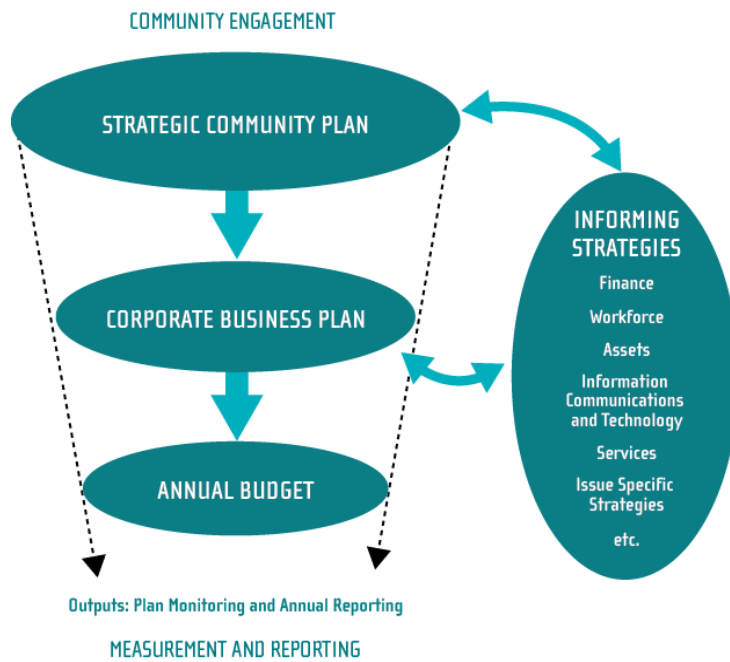 COMMUNITY ENGAGEMENT
STRATEGIC COMMUNITY PLAN
CORPORATE BUSINESS PLAN
ANNUAL BUDGET
INFORMING
STRATEGIES
Finance
Workforce
Assets
Information
Communications
and Technology
Services
Issue Specific
Strategies
etc.
Outputs: Plan Monitoring and Annual Reporting
MEASUREMENT AND REPORTING